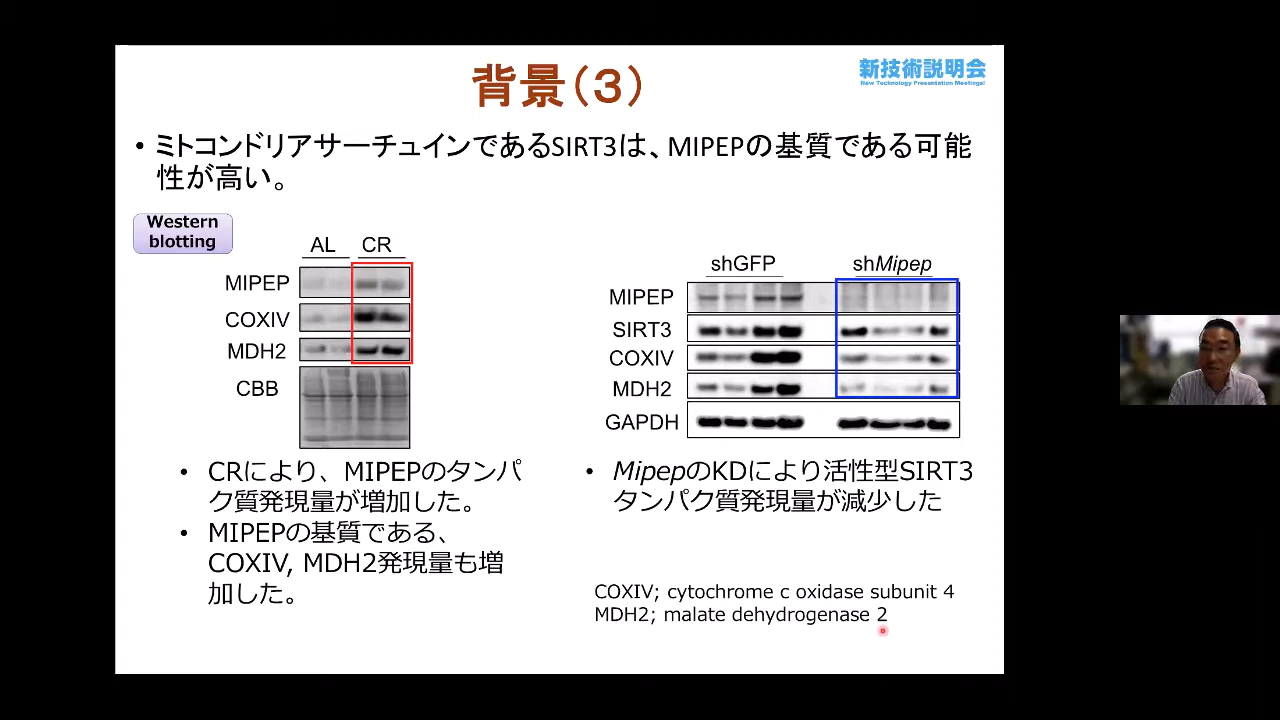 背景（３）
新技術説明会
New Technology Presentation Meetings!
• ミトコンドリアサーチュインであるSIRT3は、MIPEPの基質である可能
性が高い。
Western
blotting
AL CR
MIPEP
COXIV
MDH2
CBB
shGFP shMipep
MIPEP
SIRT3
COXIV
MDH2
GAPDH
• CRにより、MIPEPのタンパ
ク質発現量が増加した。
• MIPEPの基質である、
COXIV, MDH2発現量も増
加した。
• MipepのKDにより活性型SIRT3
タンパク質発現量が減少した
COXIV; cytochrome c oxidase subunit 4
MDH2; malate dehydrogenase 2